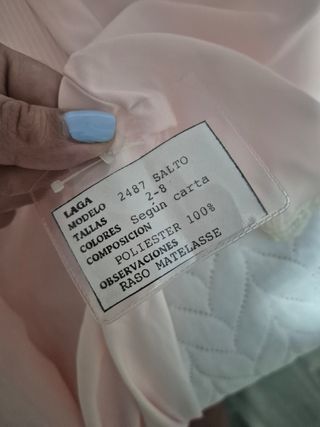 LAGA
MODELO 2487 SALTO
TALLAS 2-8
COLORES Según carta
COMPOSICION
POLIESTER 100%
OBSERVACIONES
RASO MATELASSE